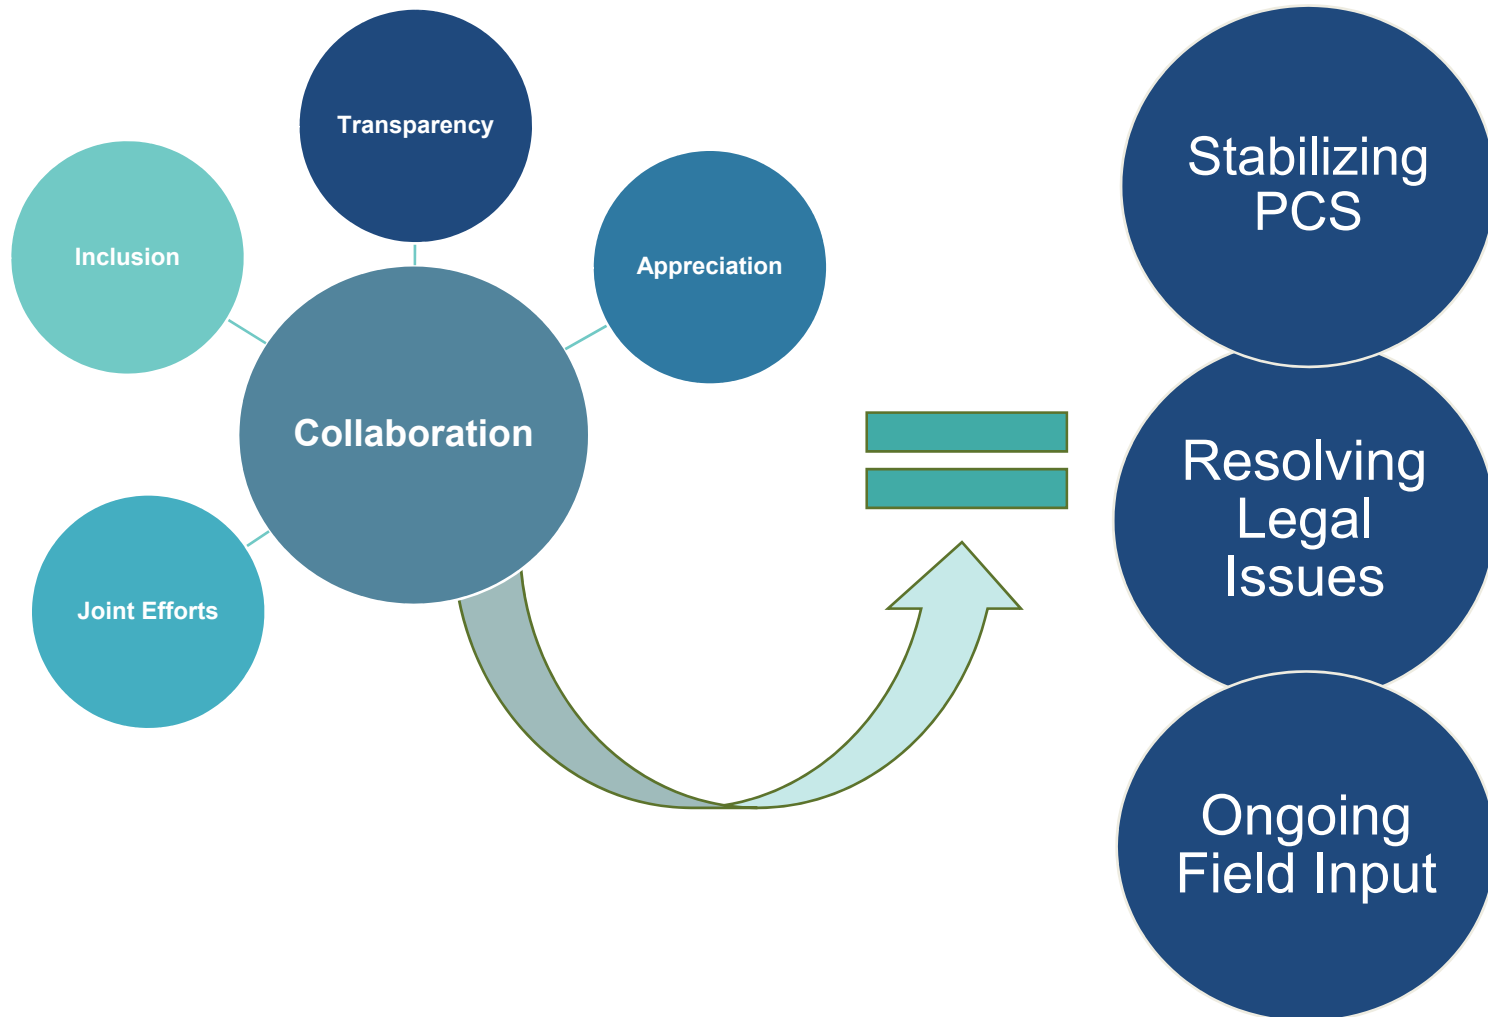 Transparency
Inclusion
Appreciation
Collaboration
Joint Efforts
Stabilizing
PCS
Resolving
Legal
Issues
Ongoing
Field Input